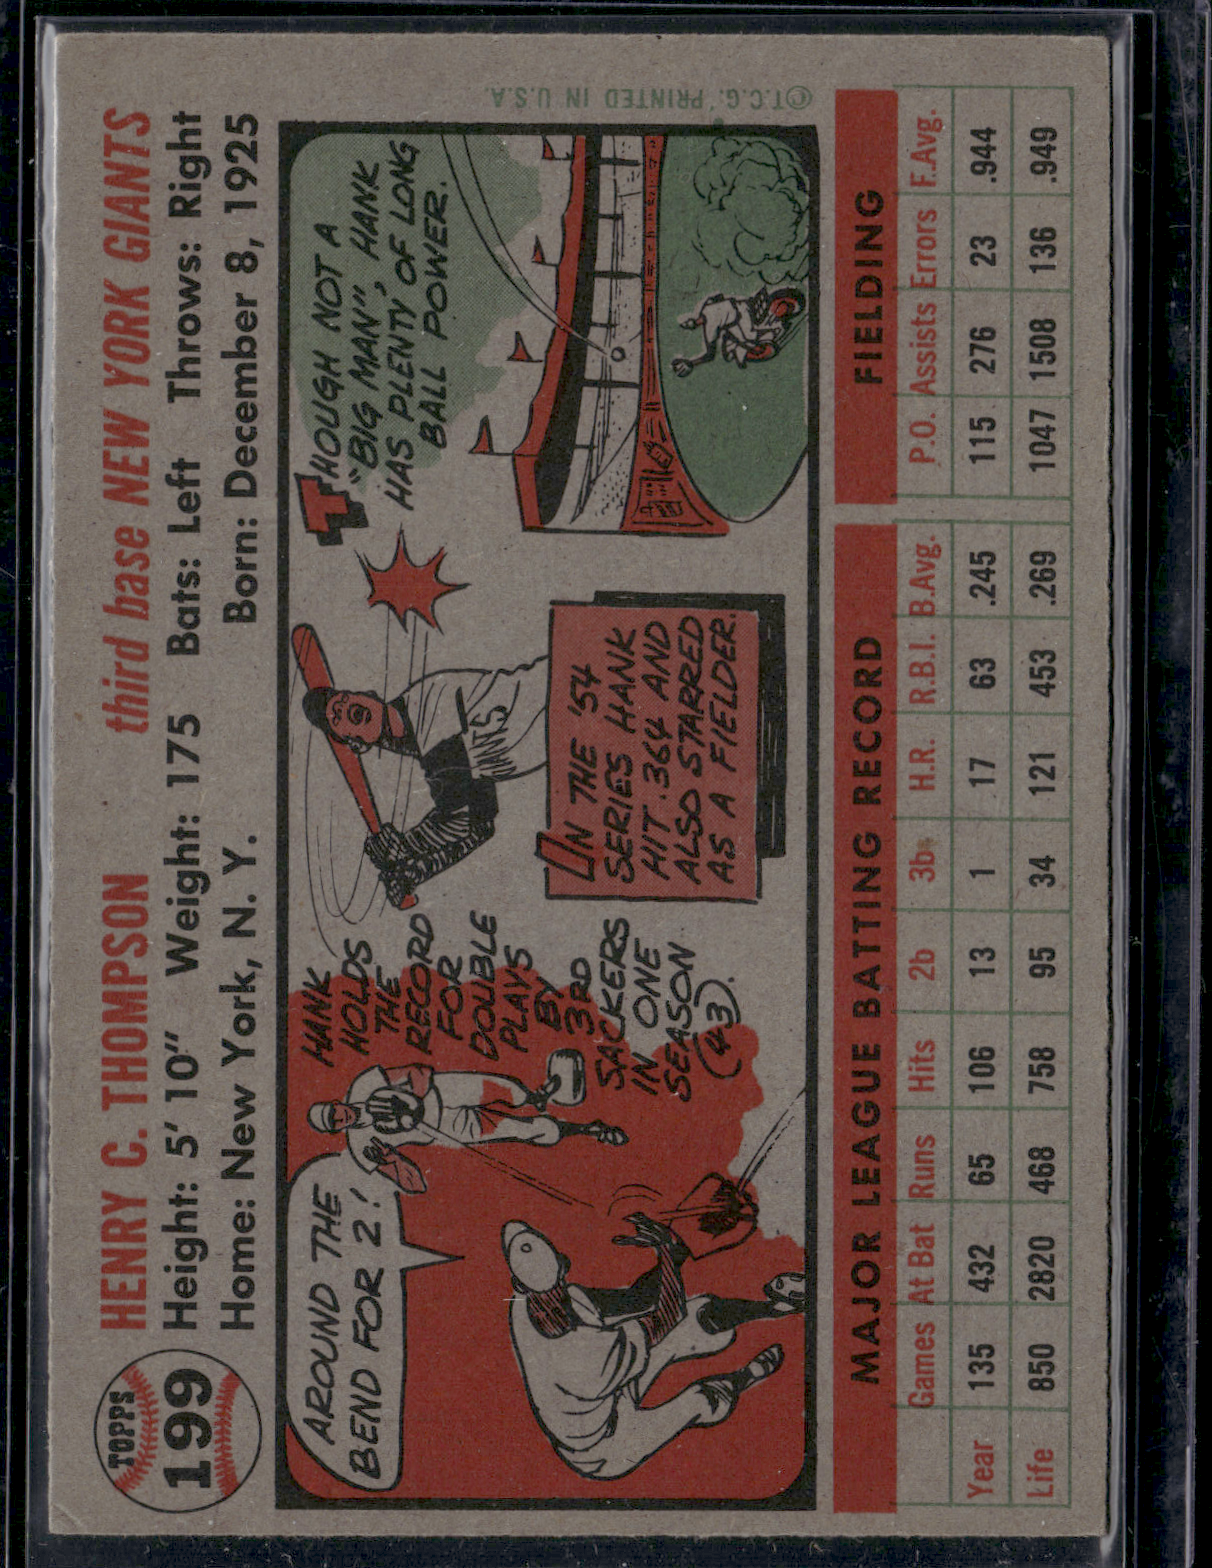 TOPPS
199
HENRY C. THOMPSON third base NEW YORK GIANTS
Height: 5' 10" Weight: 175 Bats: Left Throws: Right
Home: New York, N. Y. Born: December 8, 1925
AROUND THE
BEND FOR 2!
HANK
HOLDS
THE
RECORD
FOR
DOUBLE
PLAYS
BY
3RD
SACKERS
IN ONE
SEASON
(43).
IN THE '54
SERIES HANK
HIT .364 AND
ALSO STARRED
AS A FIELDER.
THOUGH NOT A
"BIG MAN", HANK
HAS PLENTY OF LONG
BALL POWER.
©T.C.G. PRINTED IN U.S.A.
MAJOR LEAGUE BATTING RECORD FIELDING
Games At Bat Runs Hits 2b 3b H.R. R.B.I. B.Avg. P.O. Assists Errors F.Avg.
Year 135 432 65 106 13 1 17 63 .245 115 276 23 .944
Life 850 2820 468 758 95 34 121 453 .269 1047 1508 136 .949